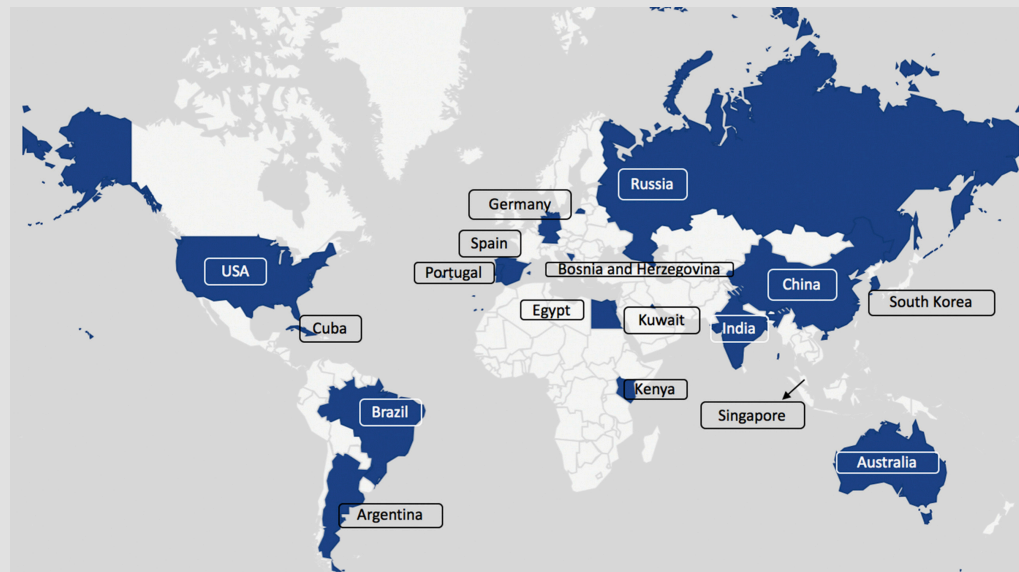 Russia
Germany
Spain
Portugal
Bosnia and Herzegovina
USA
China
South Korea
Egypt
Kuwait
India
Cuba
Kenya
Singapore
Brazil
Australia
Argentina